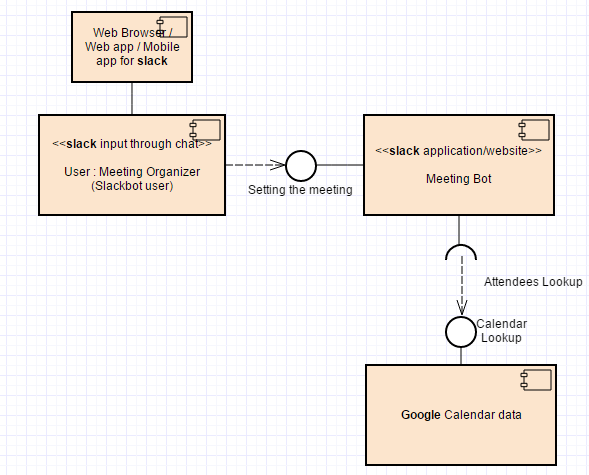 Web Browser /
Web app / Mobile
app for slack
<<slack input through chat>>
User : Meeting Organizer
(Slackbot user)
Setting the meeting
<<slack application/website>>
Meeting Bot
Attendees Lookup
Calendar
Lookup
Google Calendar data